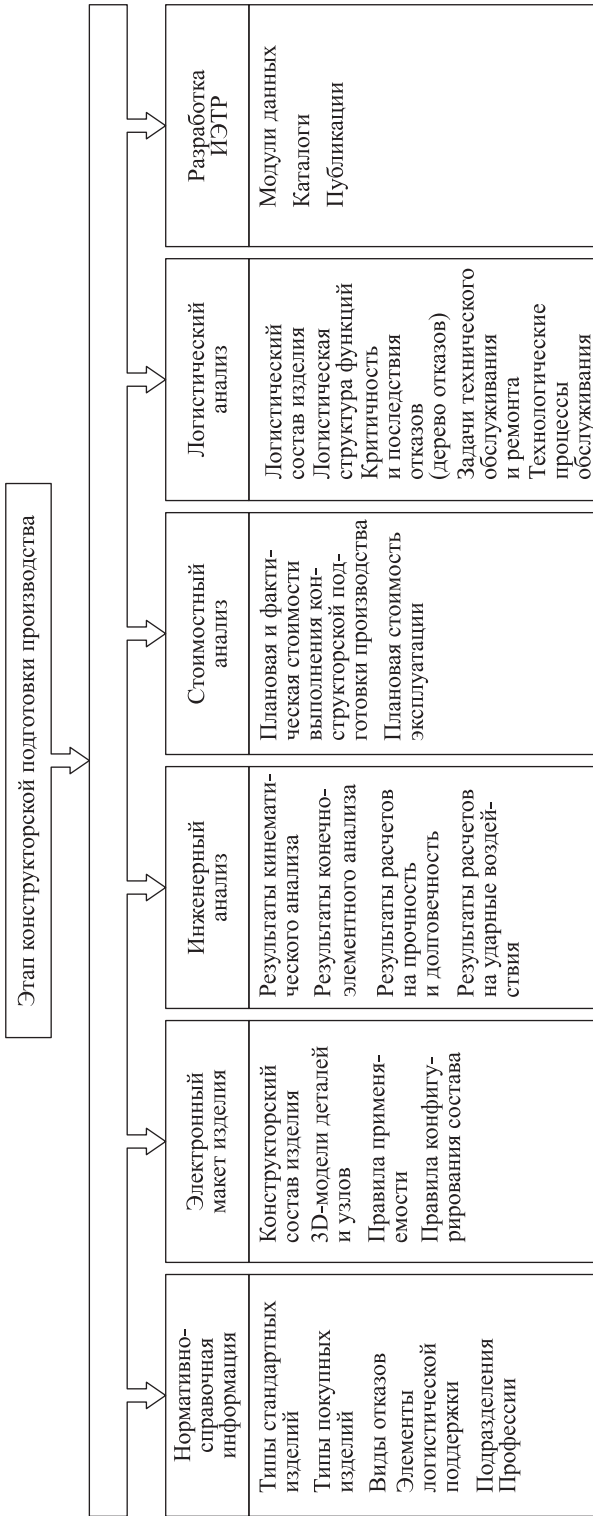 Этап конструкторской подготовки производства
Нормативно-
справочная
информация
Типы стандартных
изделий
Типы покупных
изделий
Виды отказов
Элементы
логистической
поддержки
Подразделения
Профессии
Электронный
макет изделия
Конструкторский
состав изделия
3D-модели деталей
и узлов
Правила применя-
емости
Правила конфигу-
рирования состава
Инженерный
анализ
Результаты кинемати-
ческого анализа
Результаты конечно-
элементного анализа
Результаты расчетов
на прочность
и долговечность
Результаты расчетов
на ударные воздей-
ствия
Стоимостный
анализ
Плановая и факти-
ческая стоимости
выполнения кон-
структорской под-
готовки производства
Плановая стоимость
эксплуатации
Логистический
анализ
Логистический
состав изделия
Логистическая
структура функций
Критичность
и последствия
отказов
(дерево отказов)
Задачи технического
обслуживания
и ремонта
Технологические
процессы
обслуживания
Разработка
ИЭТР
Модули данных
Каталоги
Публикации